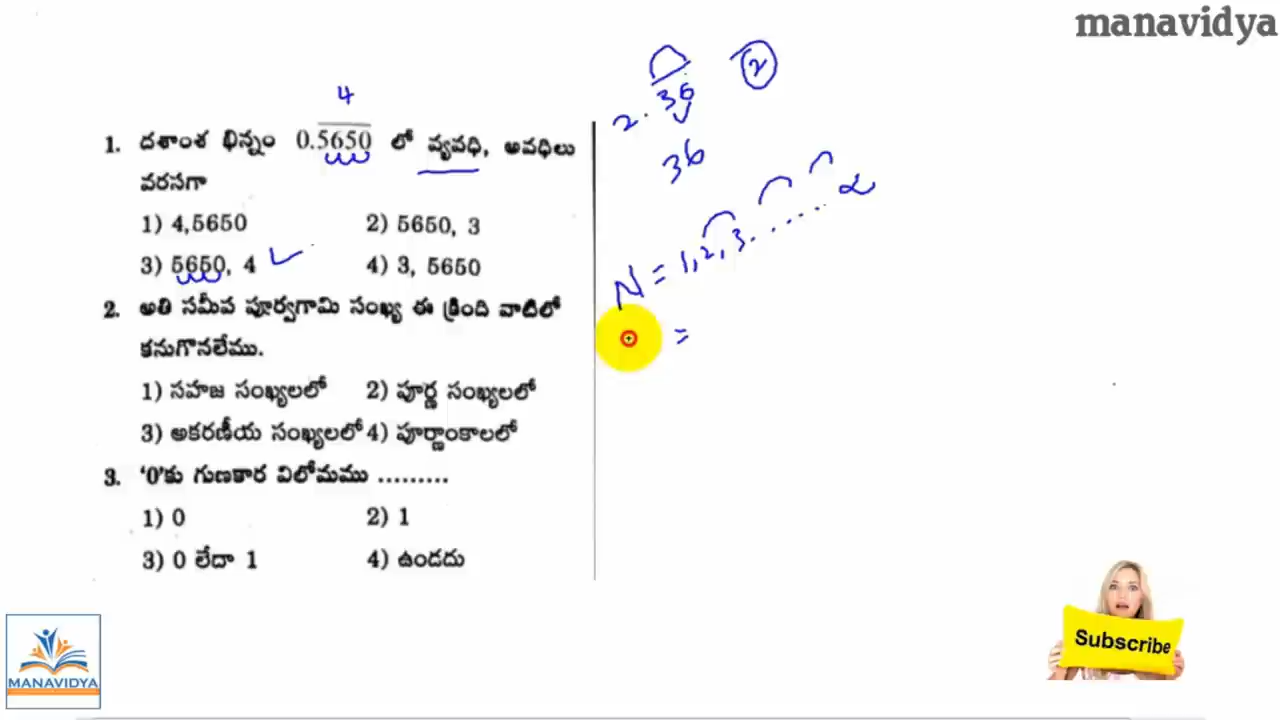 manavidya
4
1. దశాంశ భిన్నం 0.5650 లో వ్యవధి, అవధిలు
వరసగా
1) 4,5650 2) 5650, 3
3) 5650, 4 4) 3, 5650
2. అతి సమీప పూర్వగామి సంఖ్య ఈ క్రింది వాటిలో
కనుగొనలేము.
1) సహజ సంఖ్యలలో 2) పూర్ణ సంఖ్యలలో
3) అకరణీయ సంఖ్యలలో 4) పూర్ణాంకాలలో
3. '0'కు గుణకార విలోమము .........
1) 0 2) 1
3) 0 లేదా 1 4) ఉండదు
2.36 2
36
N = 1,2,3.......
=
MANAVIDYA
Subscribe